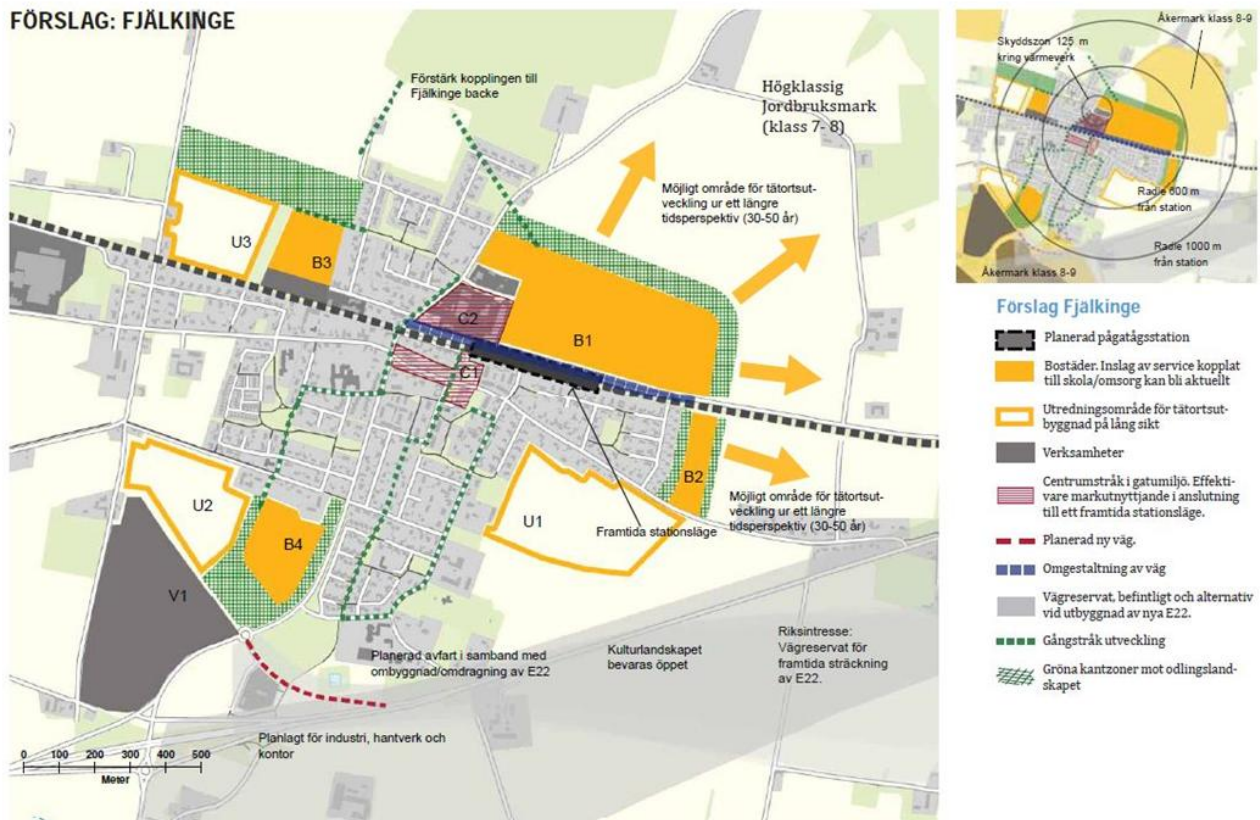 FÖRSLAG: FJÄLKINGE
Förstärk kopplingen till
Fjälkinge backe
Högklassig
Jordbruksmark
(klass 7- 8)
Möjligt område för tätortsut-
veckling ur ett längre
tidsperspektiv (30-50 år)
U3
B3
C2
B1
C1
B2
U2
B4
U1
V1
Framtida stationsläge
Möjligt område för tätortsut-
veckling ur ett längre
tidsperspektiv (30-50 år)
Planerad avfart i samband med
ombyggnad/omdragning av E22
Kulturlandskapet
bevaras öppet
Riksintresse:
Vägreservat för
framtida sträckning
av E22.
Planlagt för industri, hantverk och
kontor
0 100 200 300 400 500
Meter
Åkermark klass 8-9
Skyddszon 125 m
kring värmeverk
Radie 600 m
från station
Radie 1000 m
från station
Åkermark klass 8-9
Förslag Fjälkinge
Planerad pågatågsstation
Bostäder. Inslag av service kopplat
till skola/omsorg kan bli aktuellt
Utredningsområde för tätortsut-
byggnad på lång sikt
Verksamheter
Centrumstråk i gatumiljö. Effekti-
vare markutnyttjande i anslutning
till ett framtida stationsläge.
Planerad ny väg.
Omgestaltning av väg
Vägreservat, befintligt och alternativ
vid utbyggnad av nya E22.
Gångstråk utveckling
Gröna kantzoner mot odlingsland-
skapet